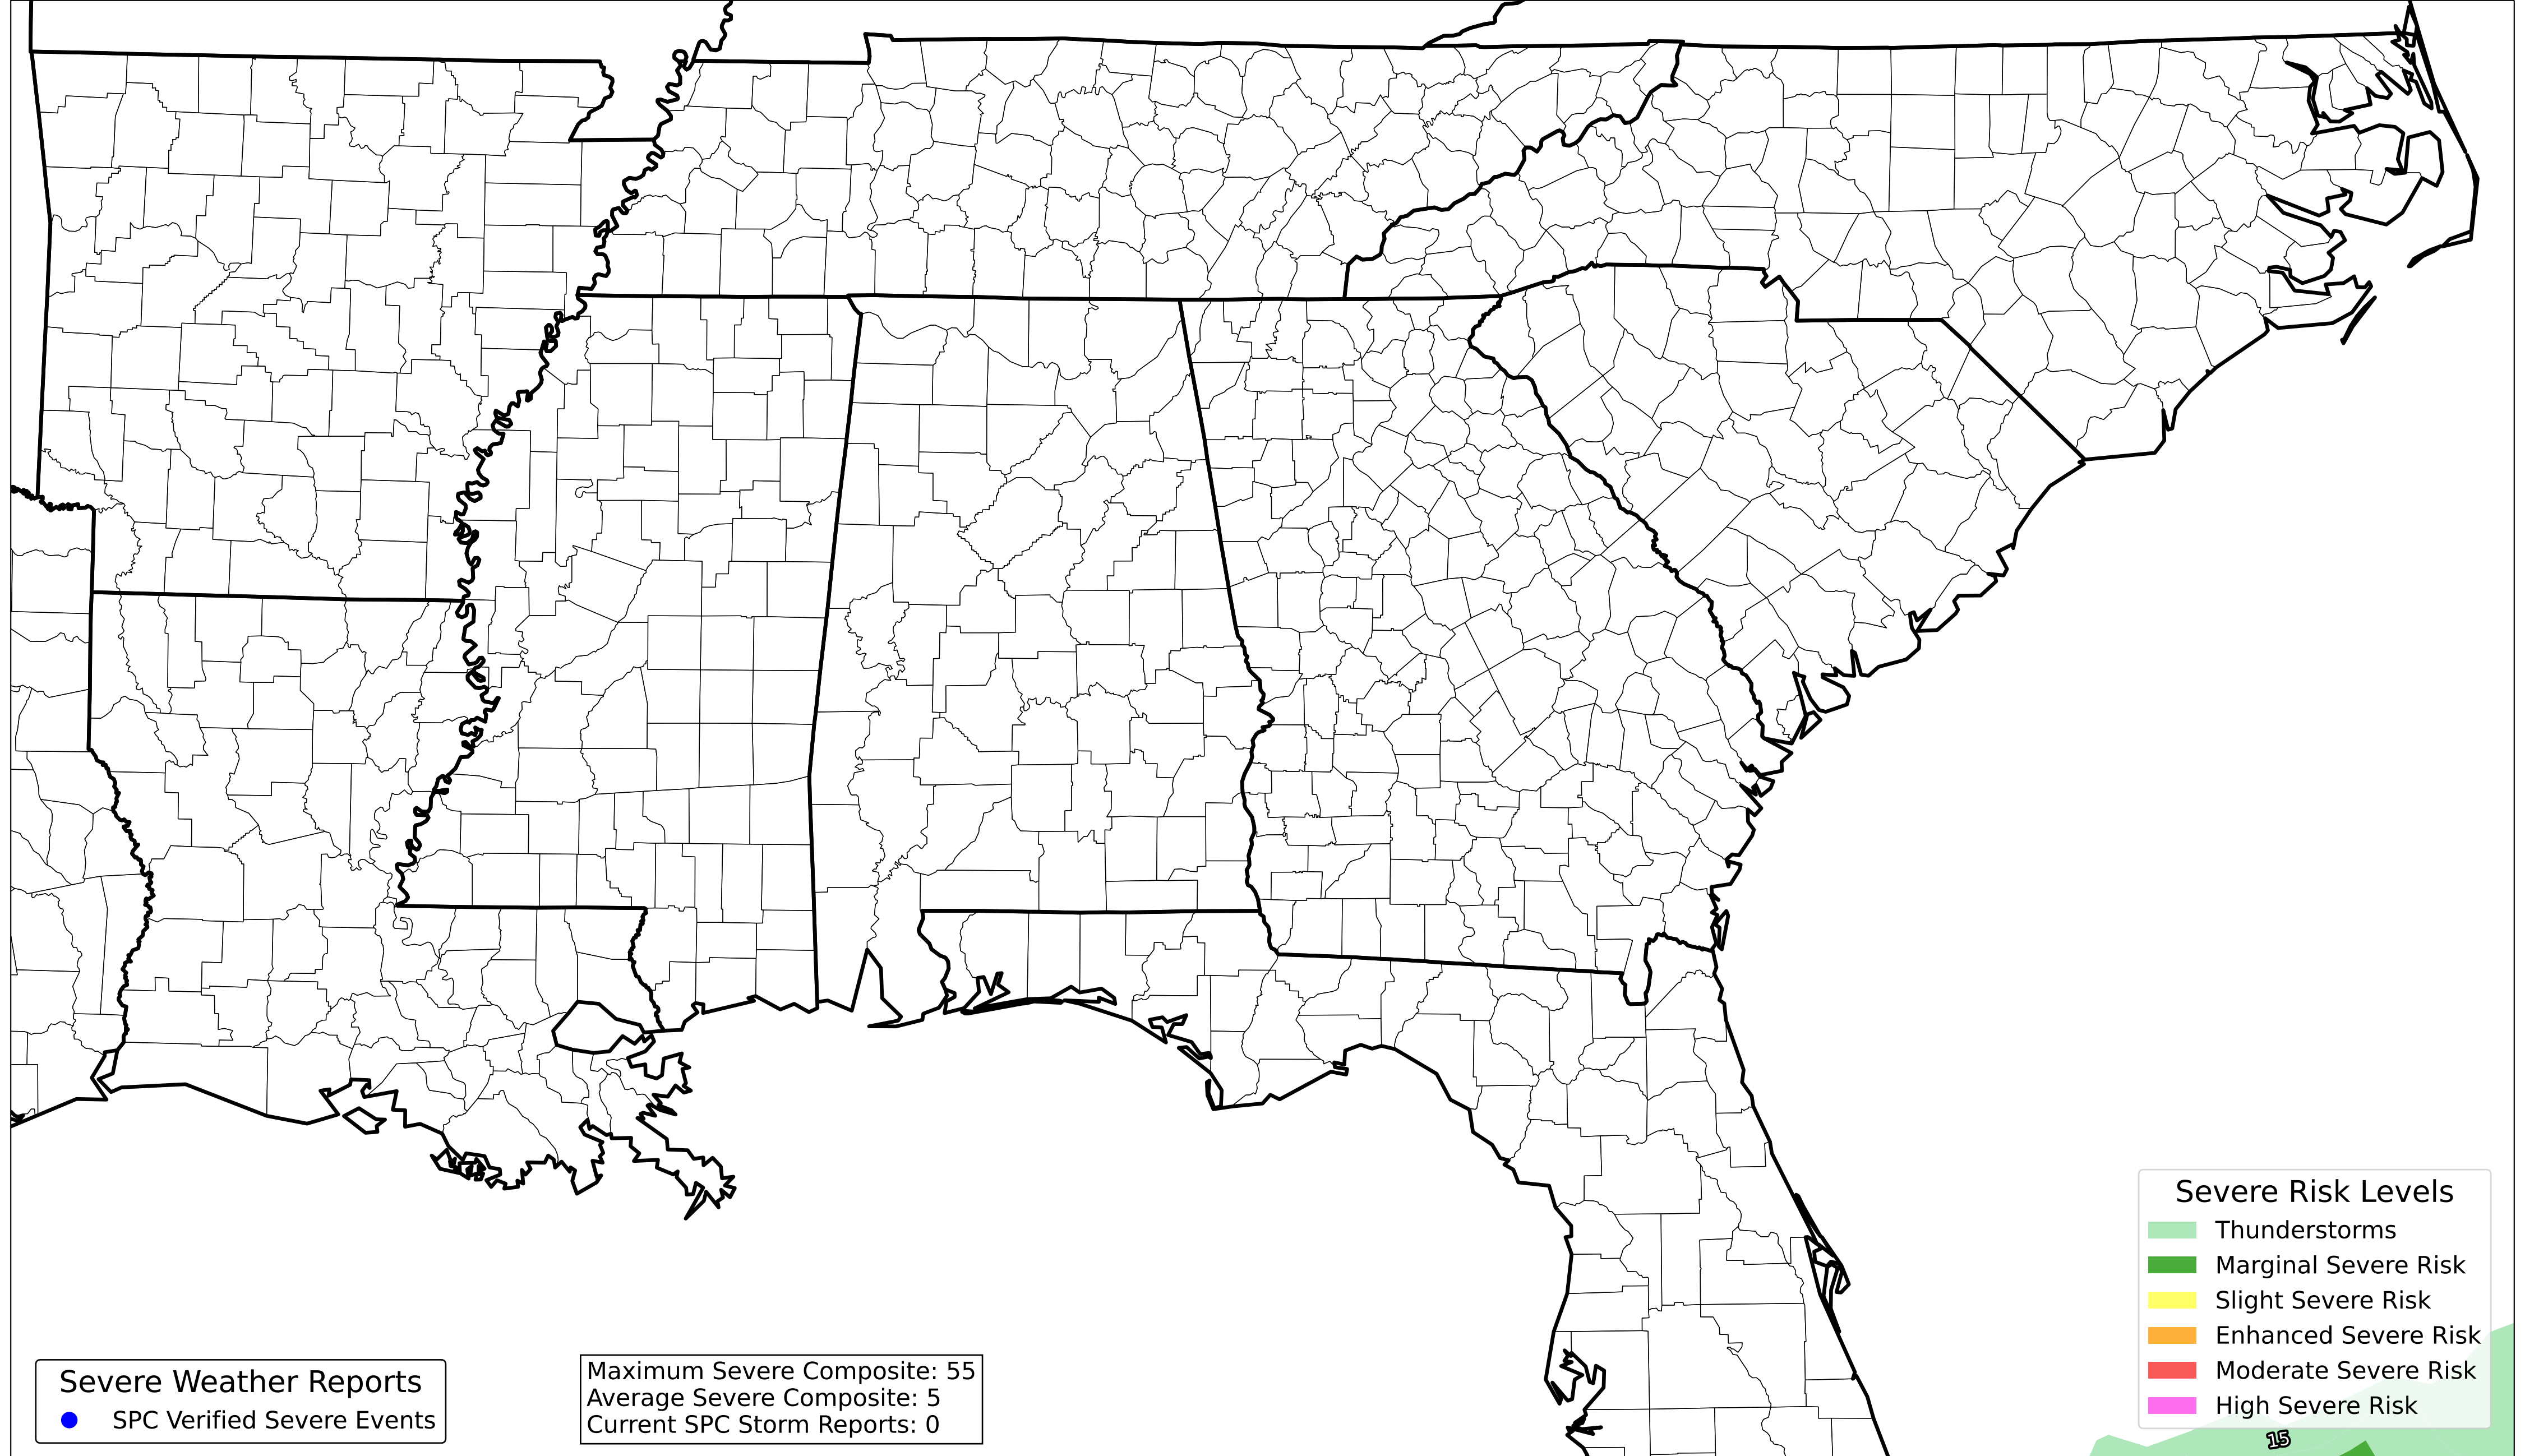 Severe Risk Levels
Thunderstorms
Marginal Severe Risk
Slight Severe Risk
Enhanced Severe Risk
Moderate Severe Risk
High Severe Risk
15
Severe Weather Reports
SPC Verified Severe Events
Maximum Severe Composite: 55
Average Severe Composite: 5
Current SPC Storm Reports: 0